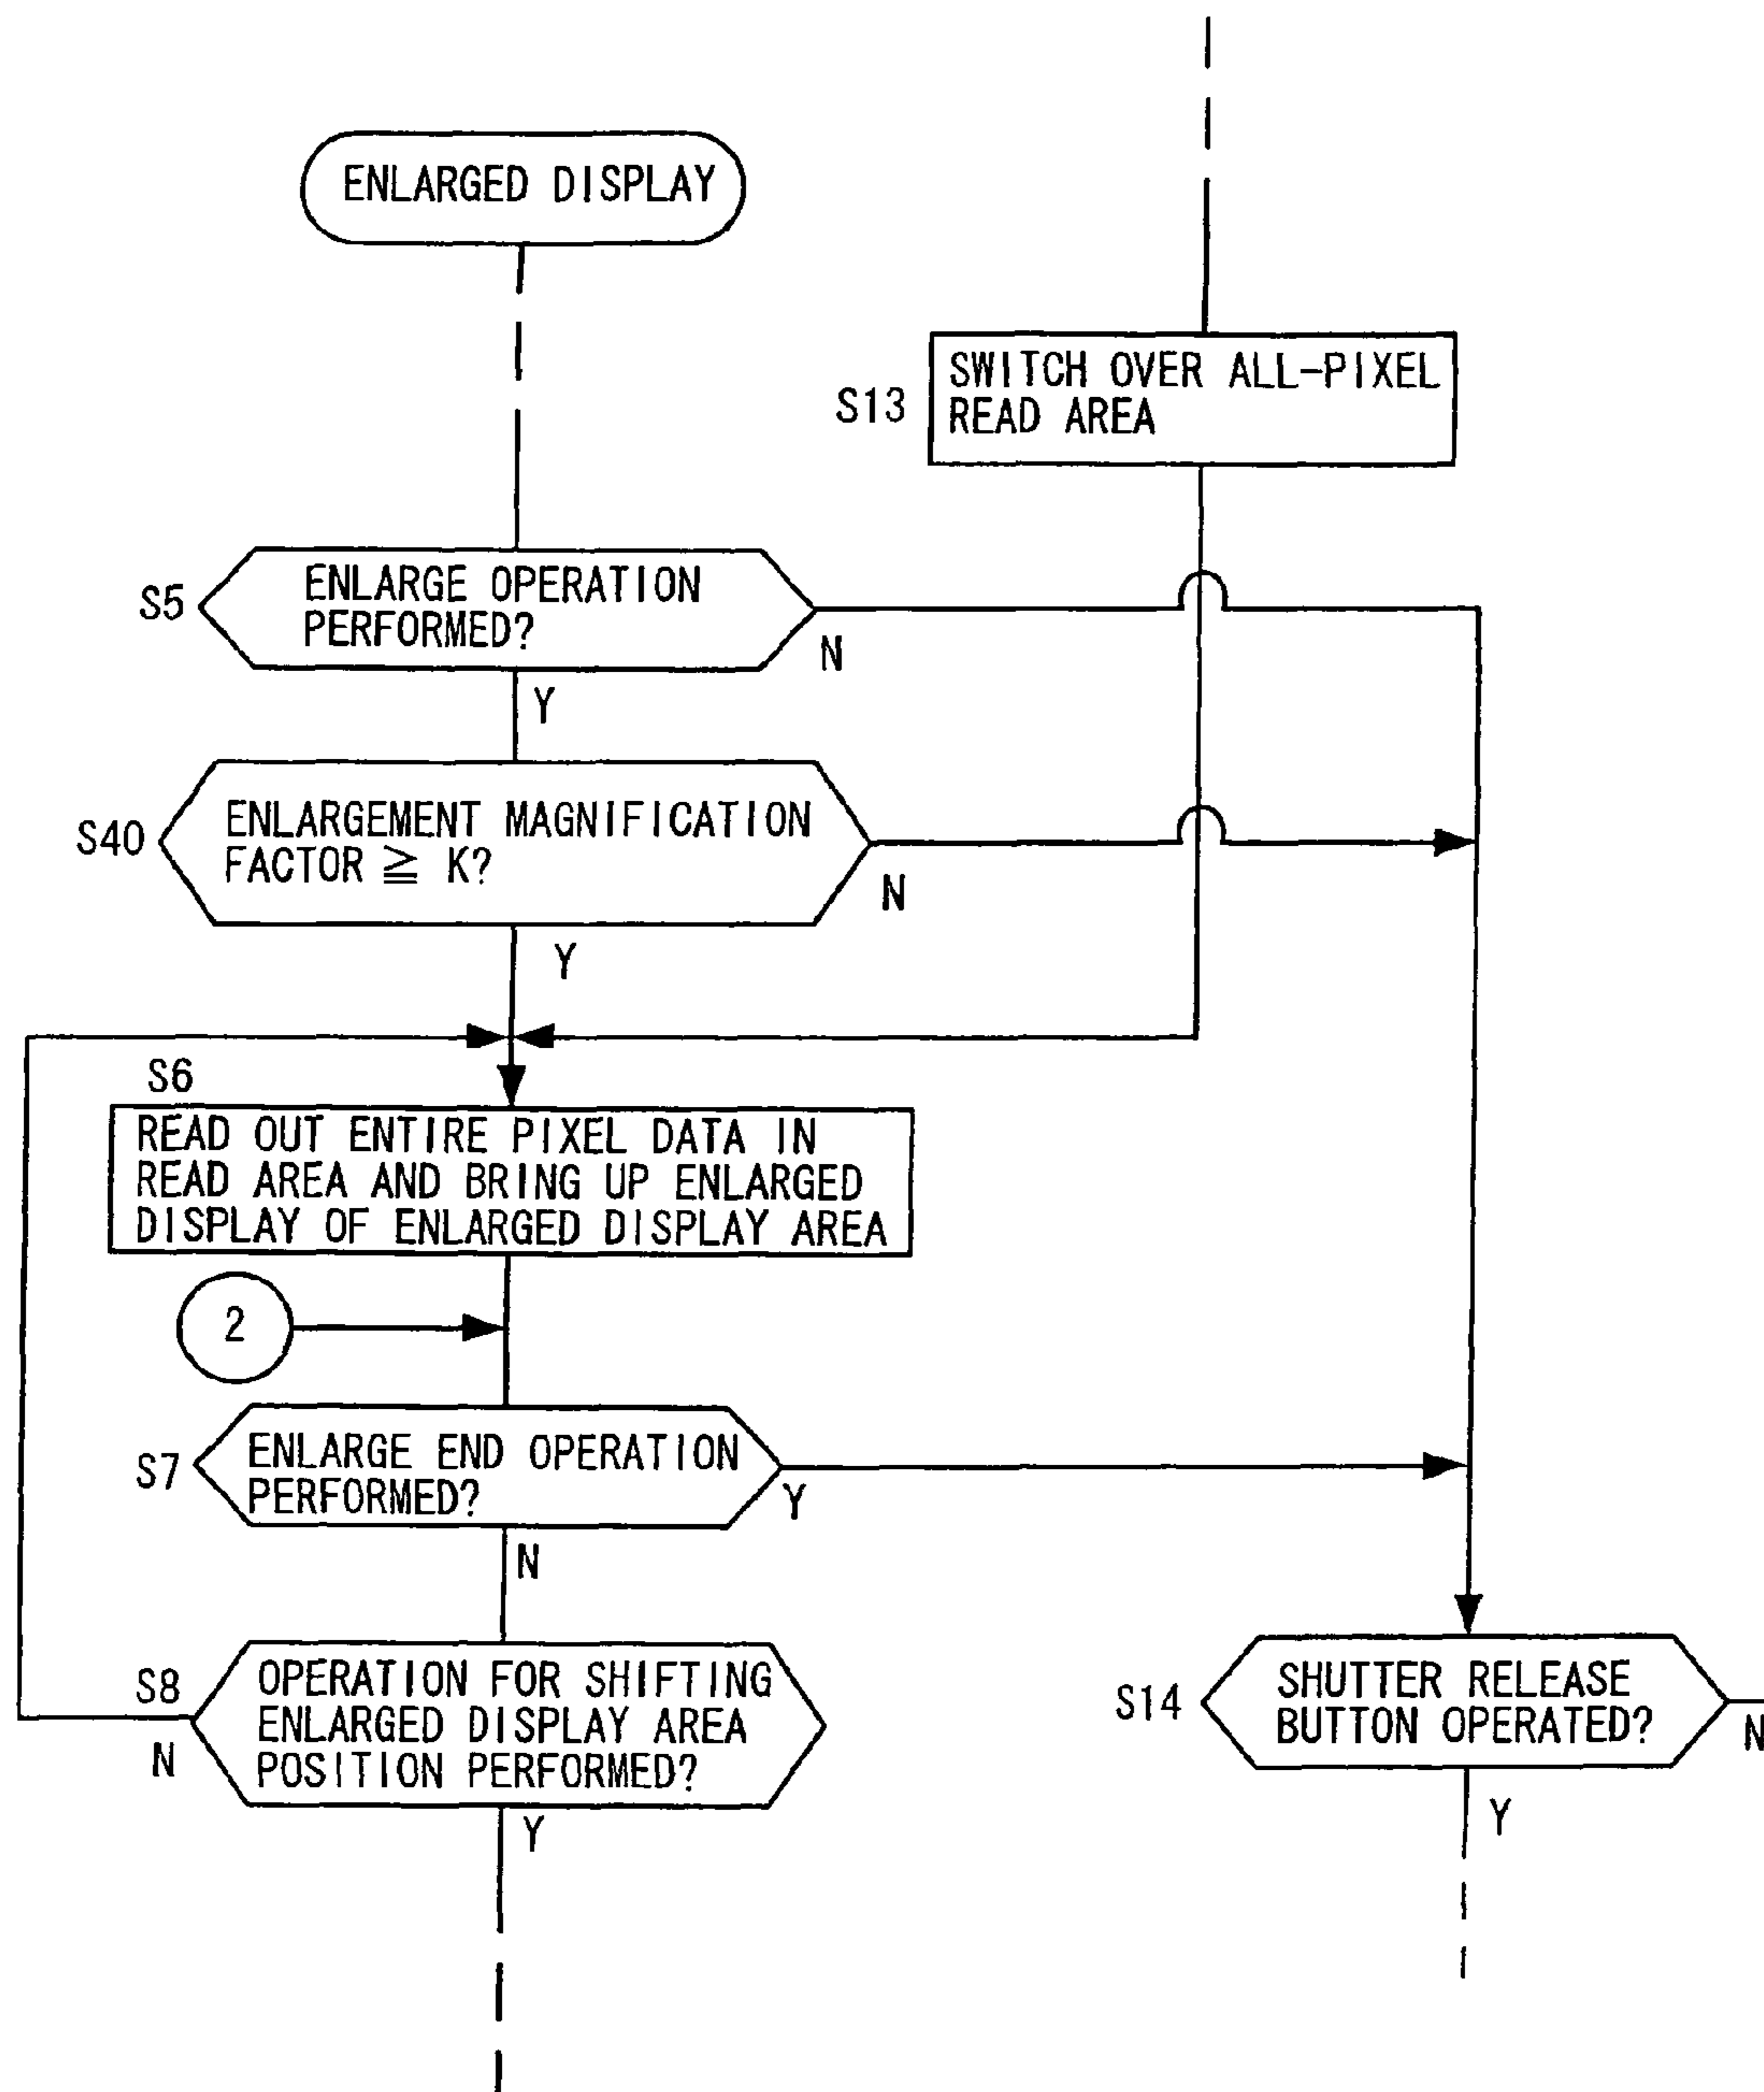 ENLARGED DISPLAY
S13
SWITCH OVER ALL-PIXEL
READ AREA
S5
ENLARGE OPERATION
PERFORMED?
N
Y
S40
ENLARGEMENT MAGNIFICATION
FACTOR ≧ K?
N
Y
S6
READ OUT ENTIRE PIXEL DATA IN
READ AREA AND BRING UP ENLARGED
DISPLAY OF ENLARGED DISPLAY AREA
2
S7
ENLARGE END OPERATION
PERFORMED?
Y
N
S8
OPERATION FOR SHIFTING
ENLARGED DISPLAY AREA
POSITION PERFORMED?
N
Y
S14
SHUTTER RELEASE
BUTTON OPERATED?
N
Y